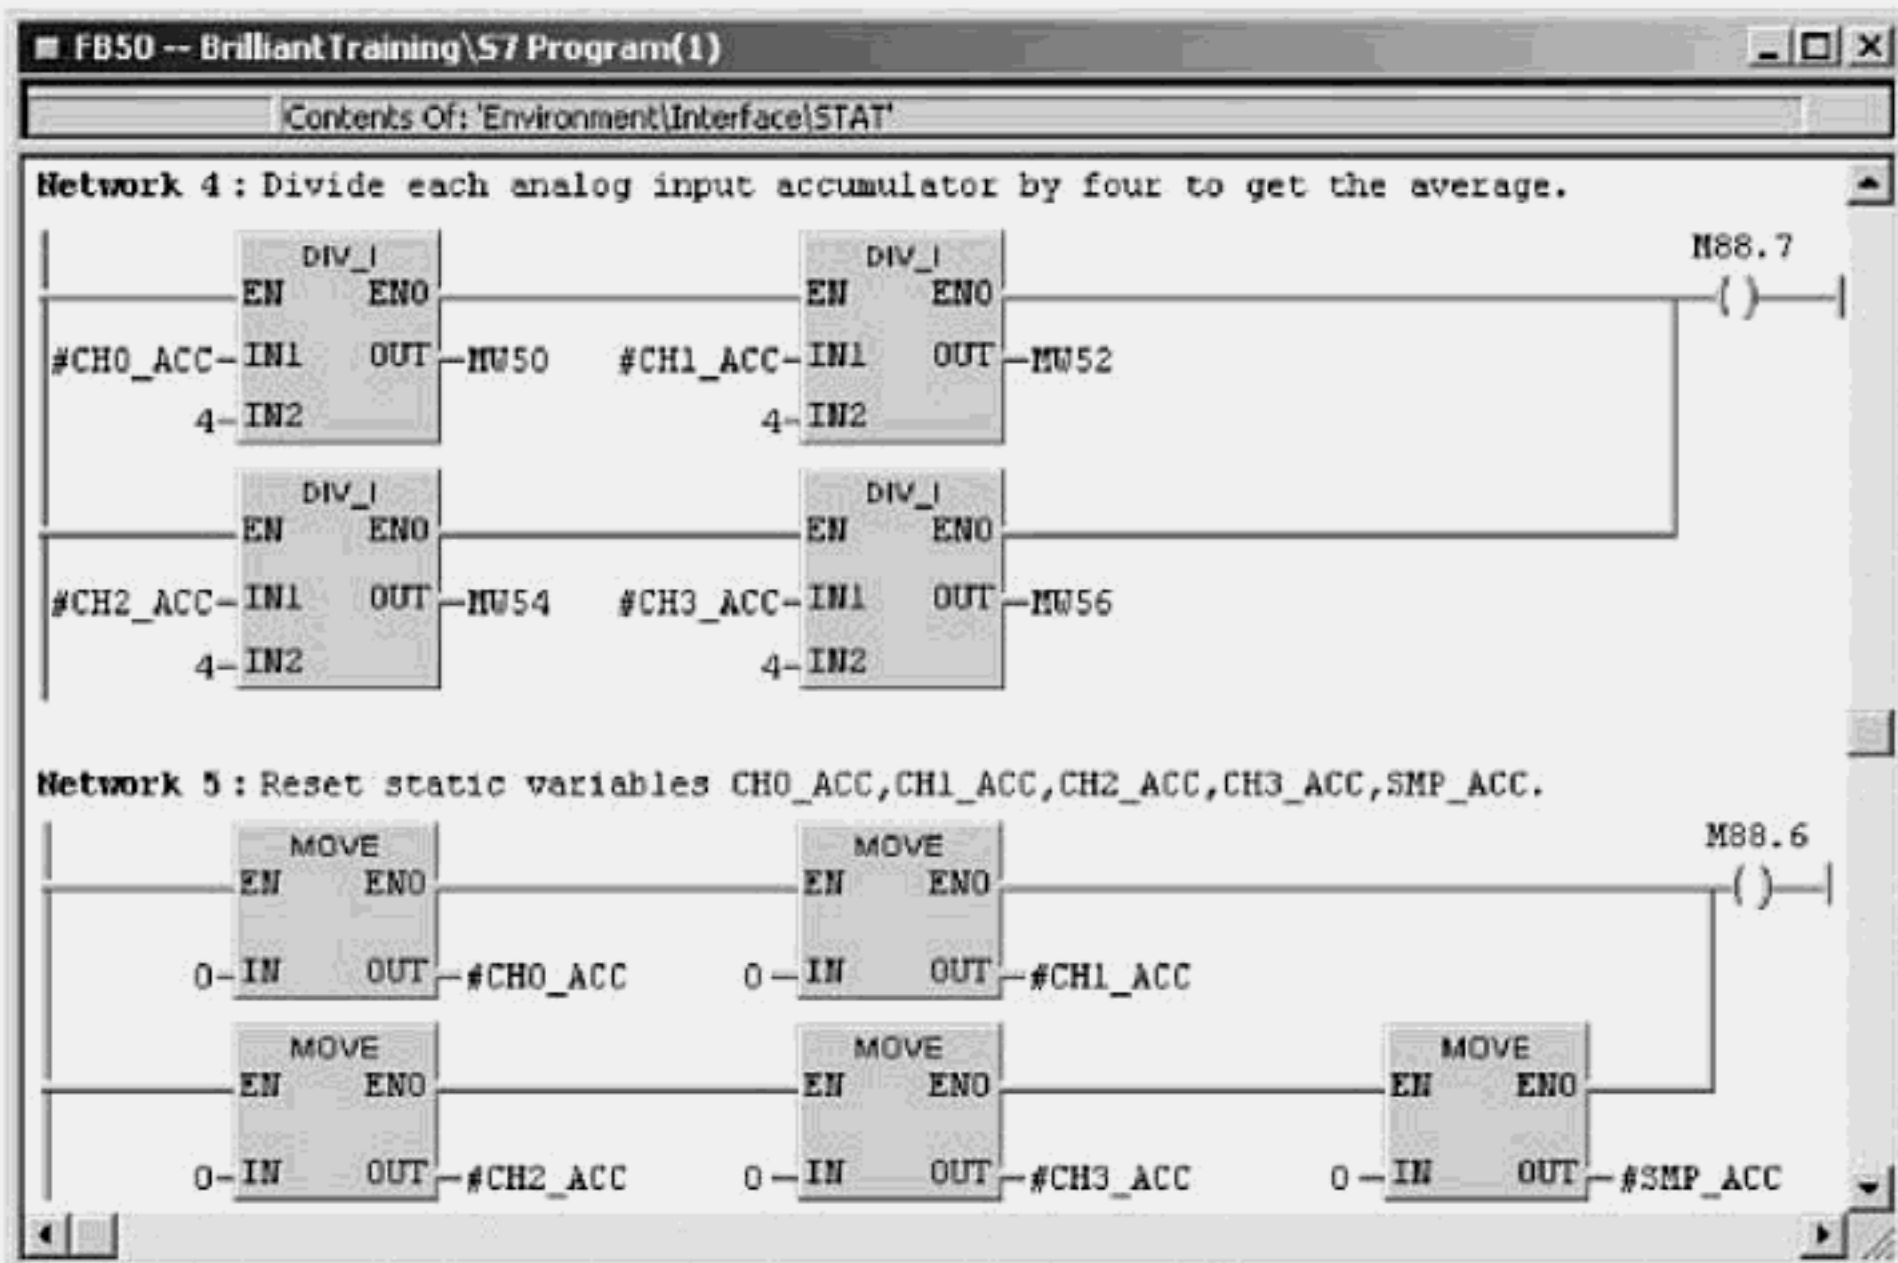 FB50 -- BrilliantTraining\S7 Program(1)
Contents Of: 'Environment\Interface\STAT'
Network 4 : Divide each analog input accumulator by four to get the average.
M88.7
DIV_I DIV_I
EN ENO EN ENO ( )
#CH0_ACC IN1 OUT MW50 #CH1_ACC IN1 OUT MW52
4 IN2 4 IN2
DIV_I DIV_I
EN ENO EN ENO
#CH2_ACC IN1 OUT MW54 #CH3_ACC IN1 OUT MW56
4 IN2 4 IN2
Network 5 : Reset static variables CH0_ACC,CH1_ACC,CH2_ACC,CH3_ACC,SMP_ACC.
MOVE MOVE M88.6
EN ENO EN ENO ( )
0 IN OUT #CH0_ACC 0 IN OUT #CH1_ACC
MOVE MOVE MOVE
EN ENO EN ENO EN ENO
0 IN OUT #CH2_ACC 0 IN OUT #CH3_ACC 0 IN OUT #SMP_ACC